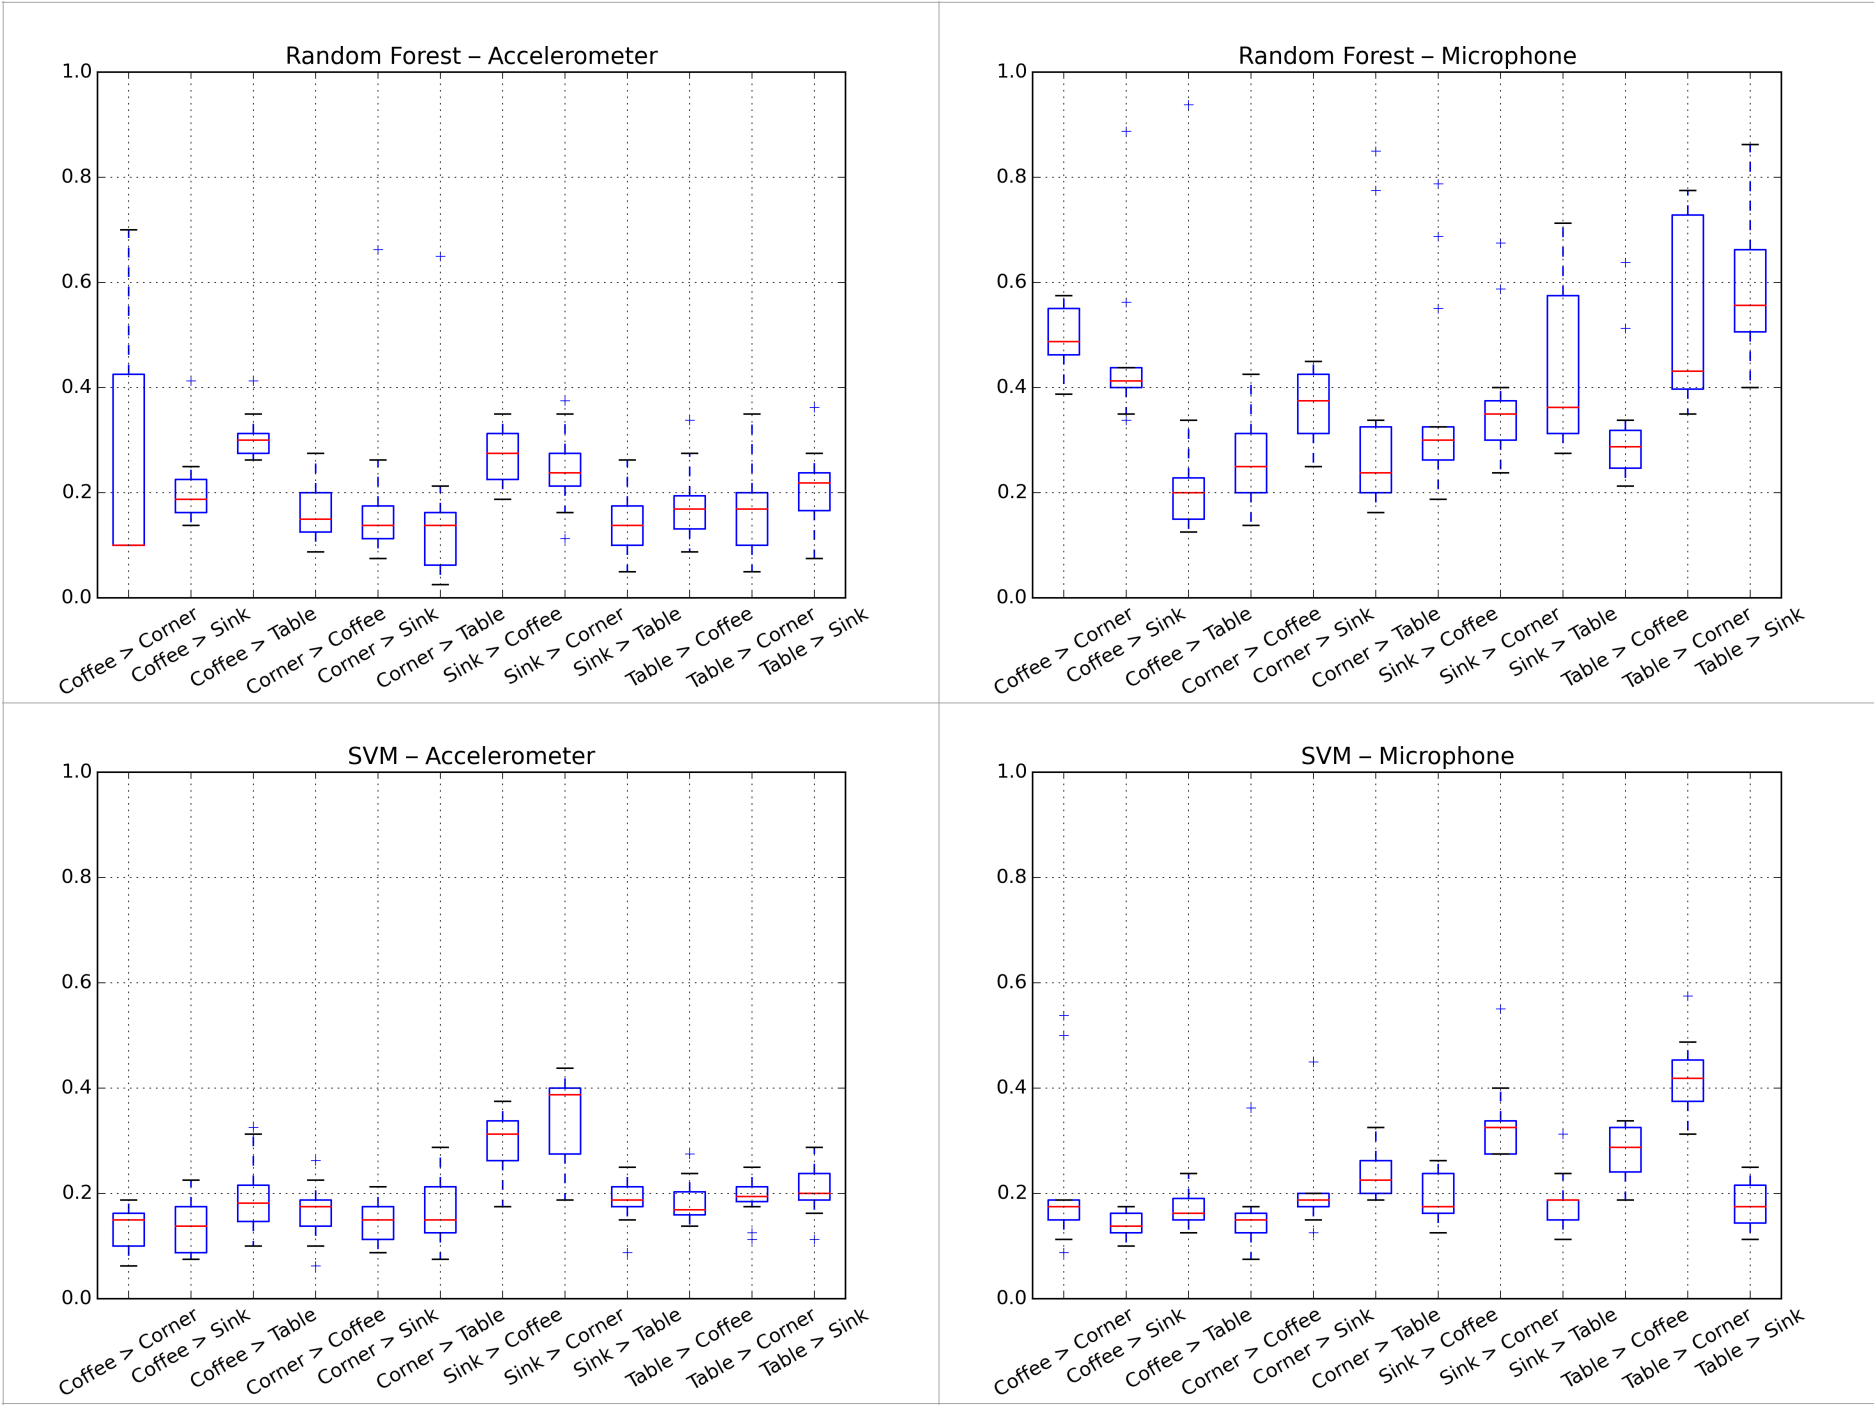 Random Forest – Accelerometer
1.0
0.8
0.6
0.4
0.2
0.0
Coffee > Corner
Coffee > Sink
Coffee > Table
Corner > Coffee
Corner > Sink
Corner > Table
Sink > Coffee
Sink > Corner
Sink > Table
Table > Coffee
Table > Corner
Table > Sink
Random Forest – Microphone
1.0
0.8
0.6
0.4
0.2
0.0
Coffee > Corner
Coffee > Sink
Coffee > Table
Corner > Coffee
Corner > Sink
Corner > Table
Sink > Coffee
Sink > Corner
Sink > Table
Table > Coffee
Table > Corner
Table > Sink
SVM – Accelerometer
1.0
0.8
0.6
0.4
0.2
0.0
Coffee > Corner
Coffee > Sink
Coffee > Table
Corner > Coffee
Corner > Sink
Corner > Table
Sink > Coffee
Sink > Corner
Sink > Table
Table > Coffee
Table > Corner
Table > Sink
SVM – Microphone
1.0
0.8
0.6
0.4
0.2
0.0
Coffee > Corner
Coffee > Sink
Coffee > Table
Corner > Coffee
Corner > Sink
Corner > Table
Sink > Coffee
Sink > Corner
Sink > Table
Table > Coffee
Table > Corner
Table > Sink